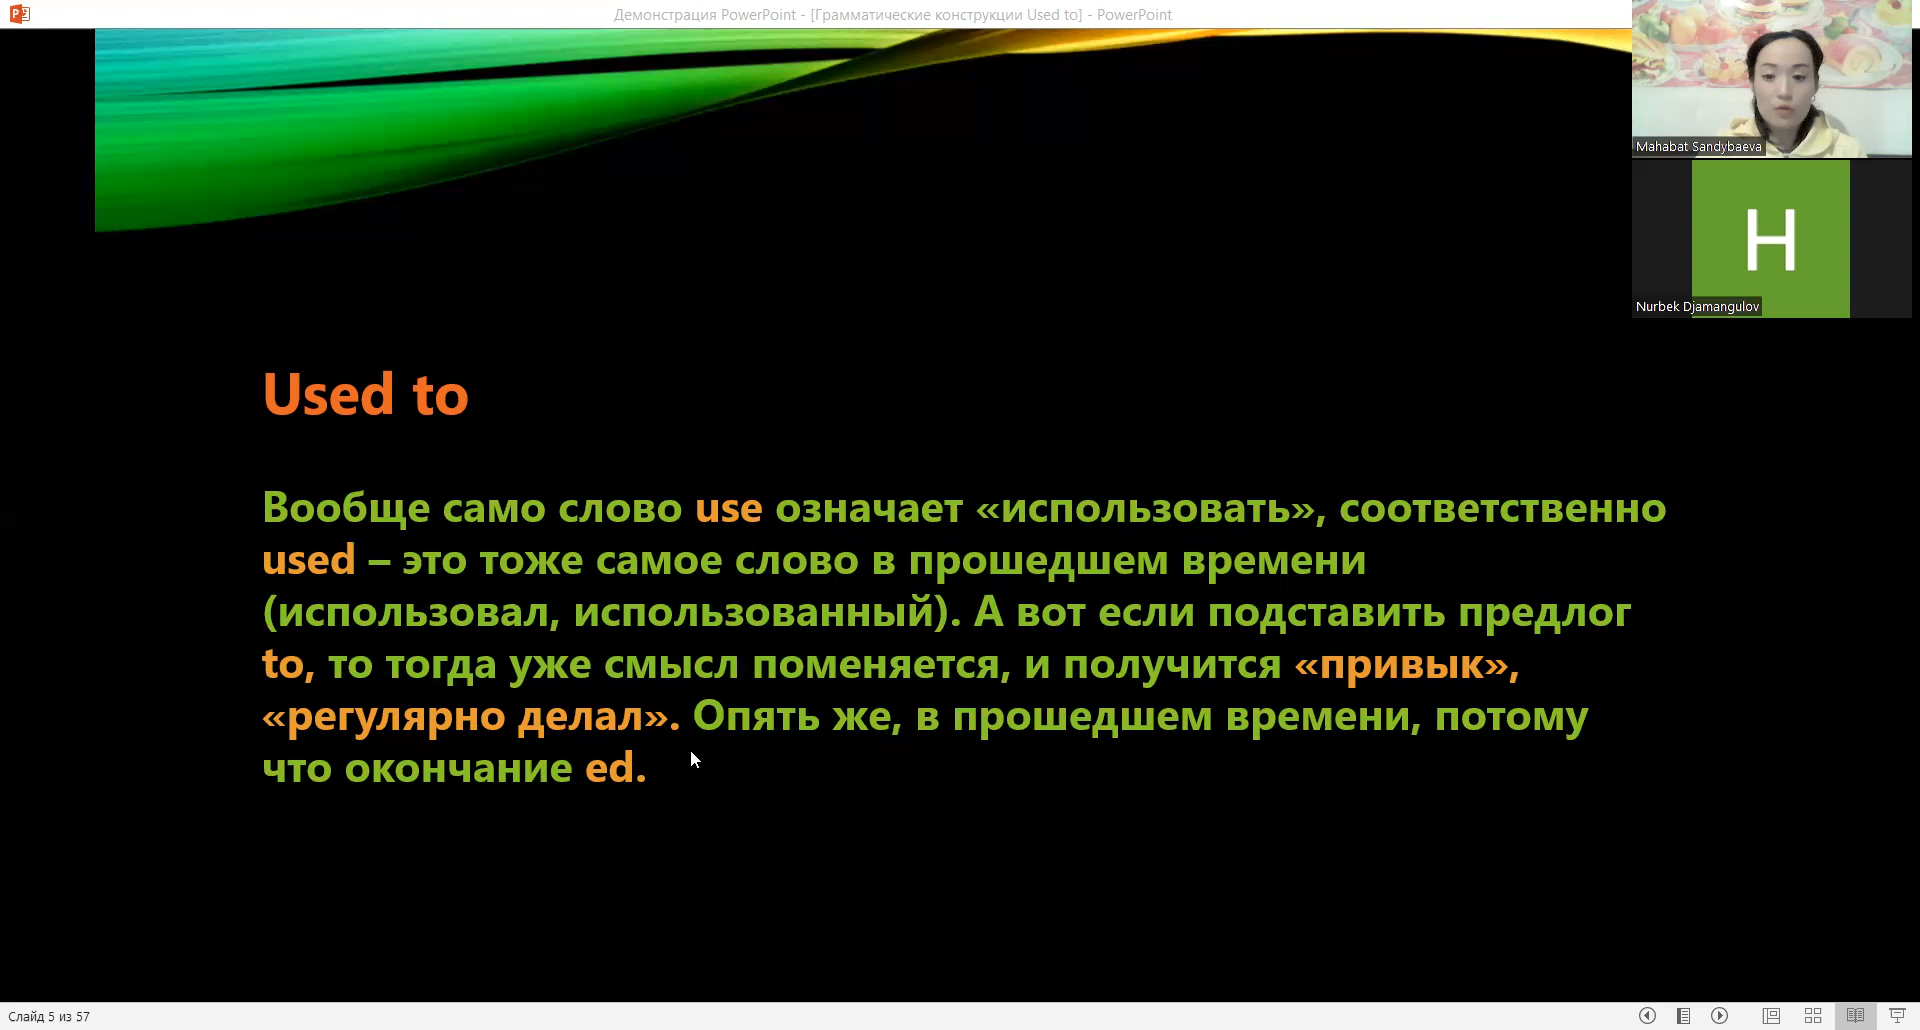 Демонстрация PowerPoint - [Грамматические конструкции Used to] - PowerPoint
Mahabat Sandybaeva
H
Nurbek Djamangulov
Used to
Вообще само слово use означает «использовать», соответственно
used – это тоже самое слово в прошедшем времени
(использовал, использованный). А вот если подставить предлог
to, то тогда уже смысл поменяется, и получится «привык»,
«регулярно делал». Опять же, в прошедшем времени, потому
что окончание ed.
Слайд 5 из 57